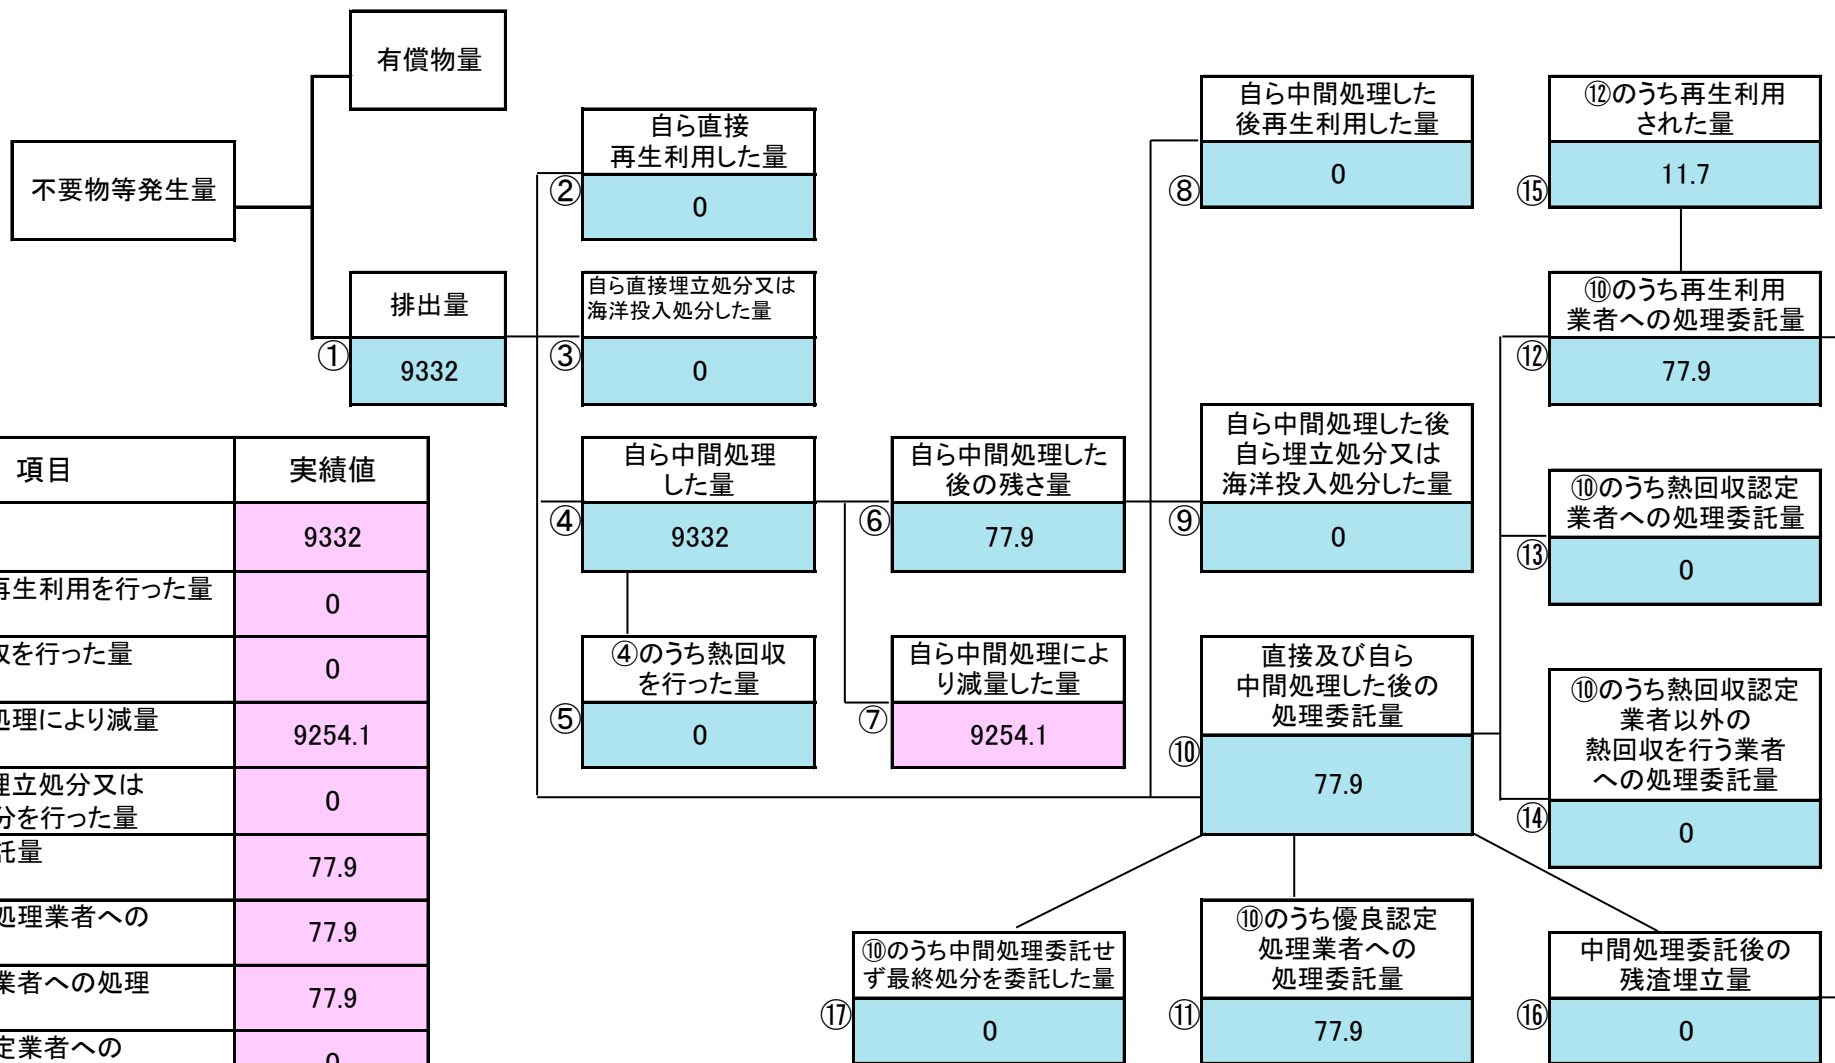 有償物量
不要物等発生量
排出量
①
9332
自ら直接
再生利用した量
②
0
自ら直接埋立処分又は
海洋投入処分した量
③
0
自ら中間処理
した量
④
9332
④のうち熱回収
を行った量
⑤
0
自ら中間処理した
後の残さ量
⑥
77.9
自ら中間処理によ
り減量した量
⑦
9254.1
自ら中間処理した
後再生利用した量
⑧
0
自ら中間処理した後
自ら埋立処分又は
海洋投入処分した量
⑨
0
直接及び自ら
中間処理した後の
処理委託量
⑩
77.9
⑩のうち優良認定
処理業者への
処理委託量
⑪
77.9
⑫のうち再生利用
された量
⑮
11.7
⑩のうち再生利用
業者への処理委託量
⑫
77.9
⑩のうち熱回収認定
業者への処理委託量
⑬
0
⑩のうち熱回収認定
業者以外の
熱回収を行う業者
への処理委託量
⑭
0
中間処理委託後の
残渣埋立量
⑯
0
⑩のうち中間処理委託せ
ず最終処分を委託した量
⑰
0
項目 実績値
9332
再生利用を行った量 0
収を行った量 0
処理により減量 9254.1
埋立処分又は
分を行った量 0
託量 77.9
処理業者への 77.9
業者への処理 77.9
定業者への 0